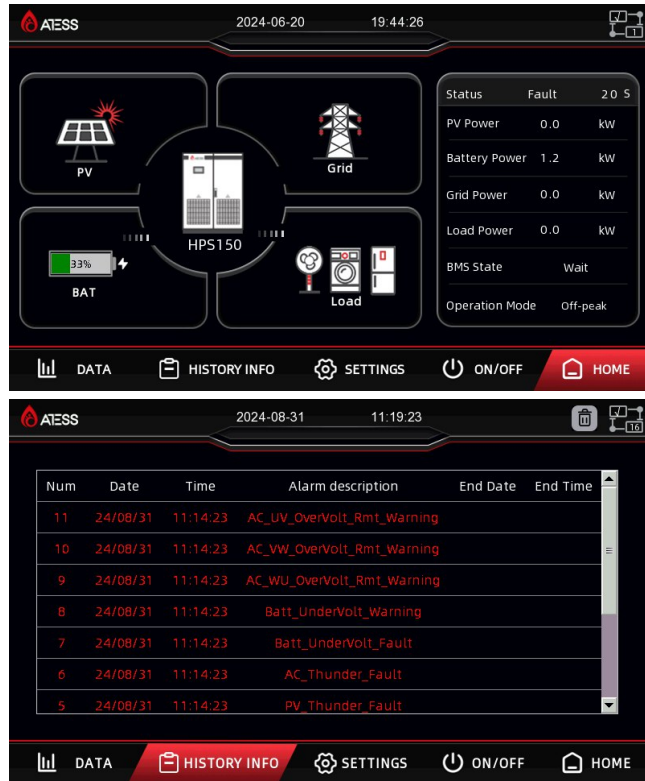 ATESS 2024-06-20 19:44:26
1
Status Fault 20 S
PV Power 0.0 kW
Battery Power 1.2 kW
Grid Power 0.0 kW
Load Power 0.0 kW
BMS State Wait
Operation Mode Off-peak
PV
Grid
HPS150
33%
BAT
Load
DATA HISTORY INFO SETTINGS ON/OFF HOME
ATESS 2024-08-31 11:19:23
16
Num Date Time Alarm description End Date End Time
11 24/08/31 11:14:23 AC_UV_OverVolt_Rmt_Warning
10 24/08/31 11:14:23 AC_VW_OverVolt_Rmt_Warning
9 24/08/31 11:14:23 AC_WU_OverVolt_Rmt_Warning
8 24/08/31 11:14:23 Batt_UnderVolt_Warning
7 24/08/31 11:14:23 Batt_UnderVolt_Fault
6 24/08/31 11:14:23 AC_Thunder_Fault
5 24/08/31 11:14:23 PV_Thunder_Fault
DATA HISTORY INFO SETTINGS ON/OFF HOME